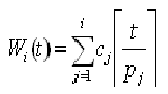 W_i(t) = \sum_{j=1}^{i} c_j \left\lceil \frac{t}{p_j} \right\rceil